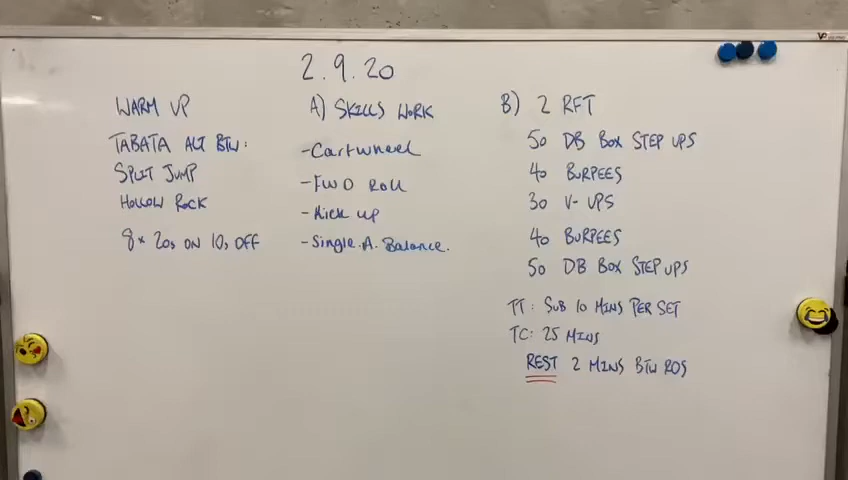 2.9.20
WARM UP
TABATA ALT BTW:
SPLIT JUMP
HOLLOW ROCK
8x 20s ON 10s OFF
A) SKILLS WORK
- Cartwheel
- FWD Roll
- Kick up
- Single.A.Balance.
B) 2 RFT
50 DB BOX STEP UPS
40 BURPEES
30 V-UPS
40 BURPEES
50 DB BOX STEP UPS
TT: SUB 10 MINS PER SET
TC: 25 MINS
REST 2 MINS BTW RDS